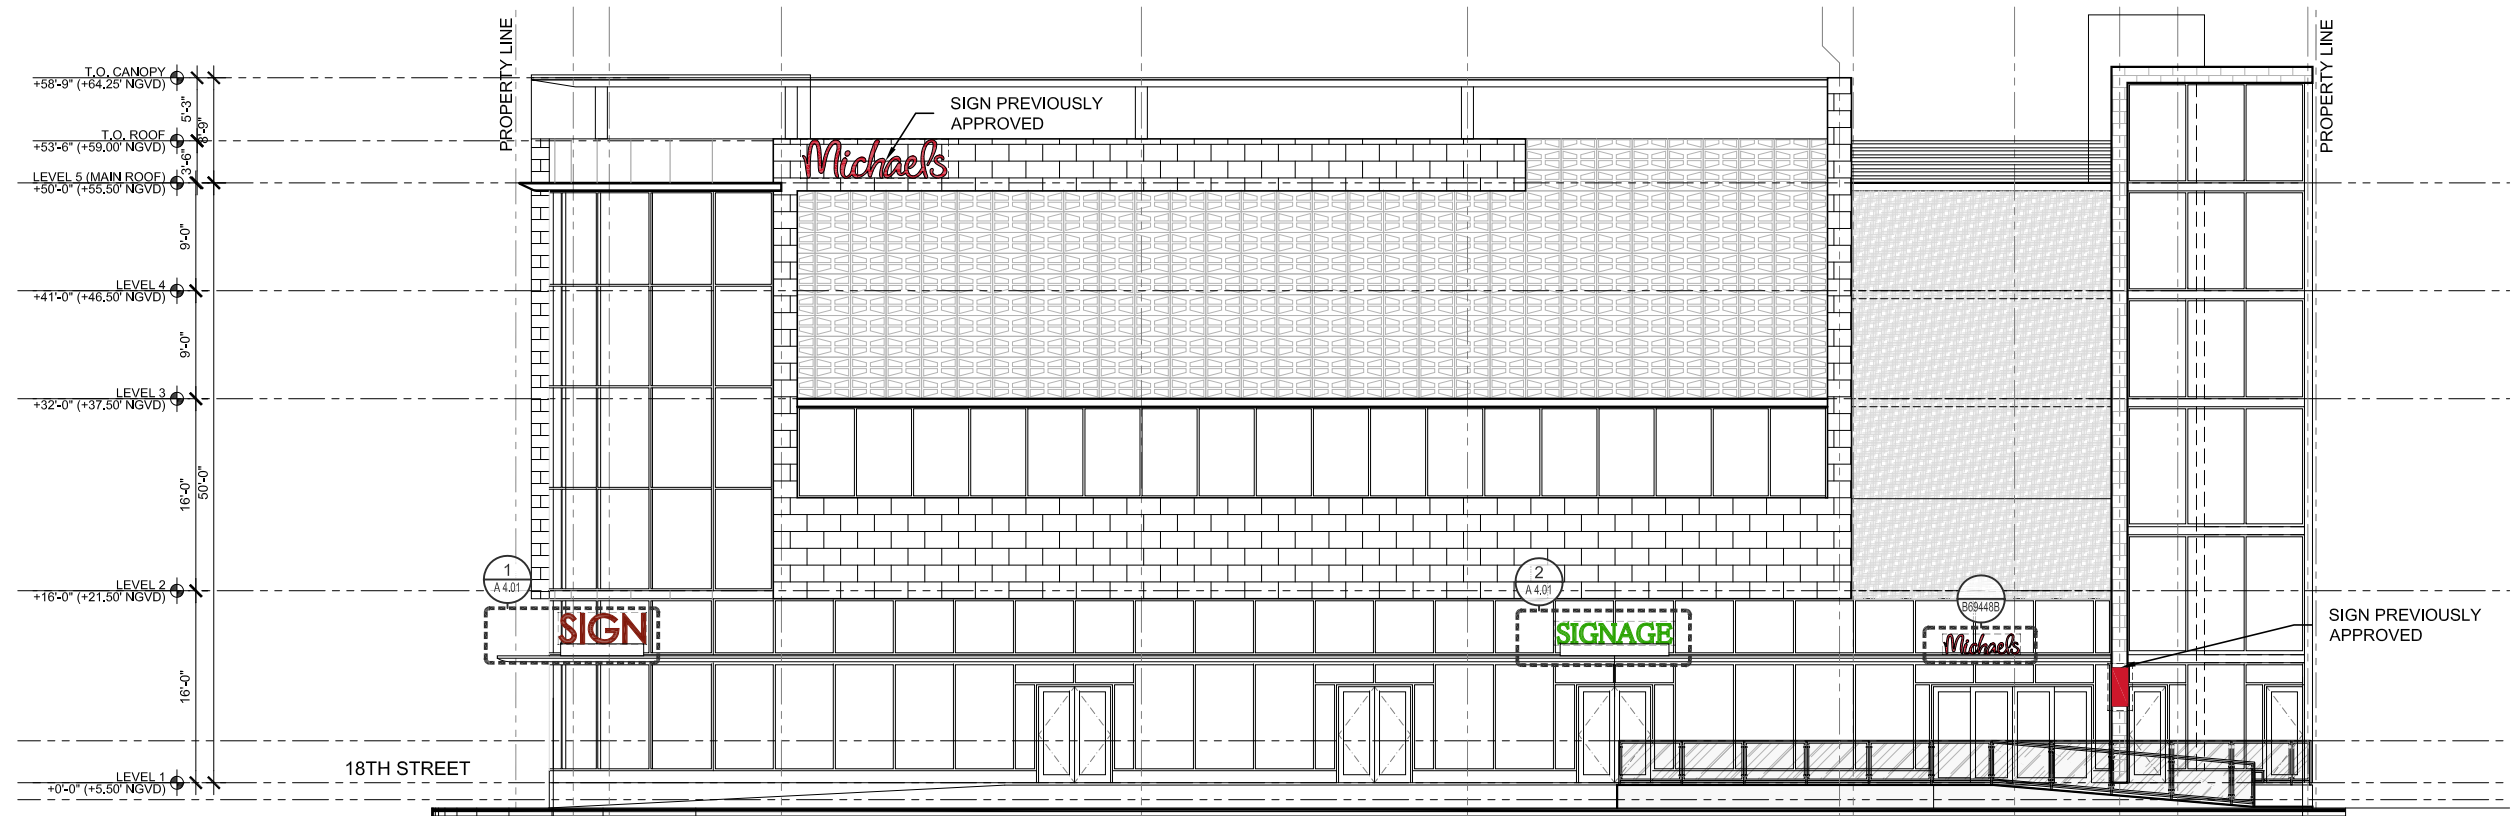 PROPERTY LINE
PROPERTY LINE
T.O. CANOPY
+58'-9" (+64.25' NGVD)
5'-3"
8'-9"
SIGN PREVIOUSLY
APPROVED
T.O. ROOF
+53'-6" (+59.00' NGVD)
3'-6"
Michaels
LEVEL 5 (MAIN ROOF)
+50'-0" (+55.50' NGVD)
9'-0"
LEVEL 4
+41'-0" (+46.50' NGVD)
9'-0"
LEVEL 3
+32'-0" (+37.50' NGVD)
16'-0"
50'-0"
1
A 4.01
2
A 4.01
LEVEL 2
+16'-0" (+21.50' NGVD)
B69448B
SIGN
SIGNAGE
Michaels
SIGN PREVIOUSLY
APPROVED
16'-0"
18TH STREET
LEVEL 1
+0'-0" (+5.50' NGVD)